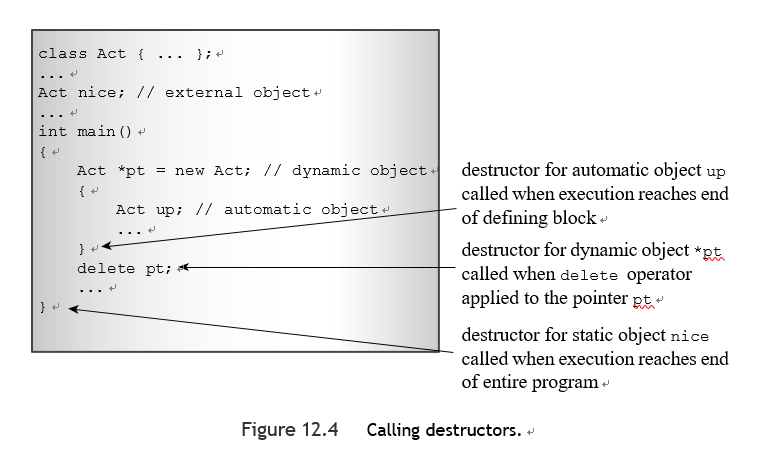 class Act { ... };
...
Act nice; // external object
...
int main()
{
Act *pt = new Act; // dynamic object
{
Act up; // automatic object
...
}
delete pt;
...
}
destructor for automatic object up
called when execution reaches end
of defining block
destructor for dynamic object *pt
called when delete operator
applied to the pointer pt
destructor for static object nice
called when execution reaches end
of entire program
Figure 12.4 Calling destructors.